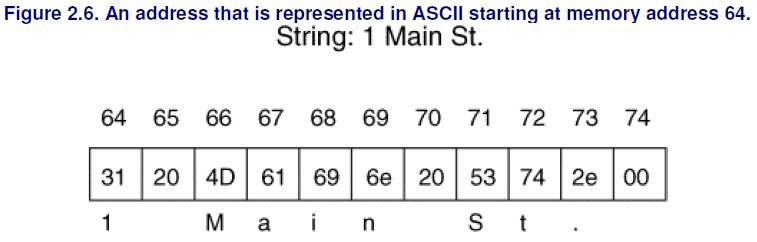 Figure 2.6. An address that is represented in ASCII starting at memory address 64.
String: 1 Main St.
64 65 66 67 68 69 70 71 72 73 74
31 20 4D 61 69 6e 20 53 74 2e 00
1 M a i n S t .